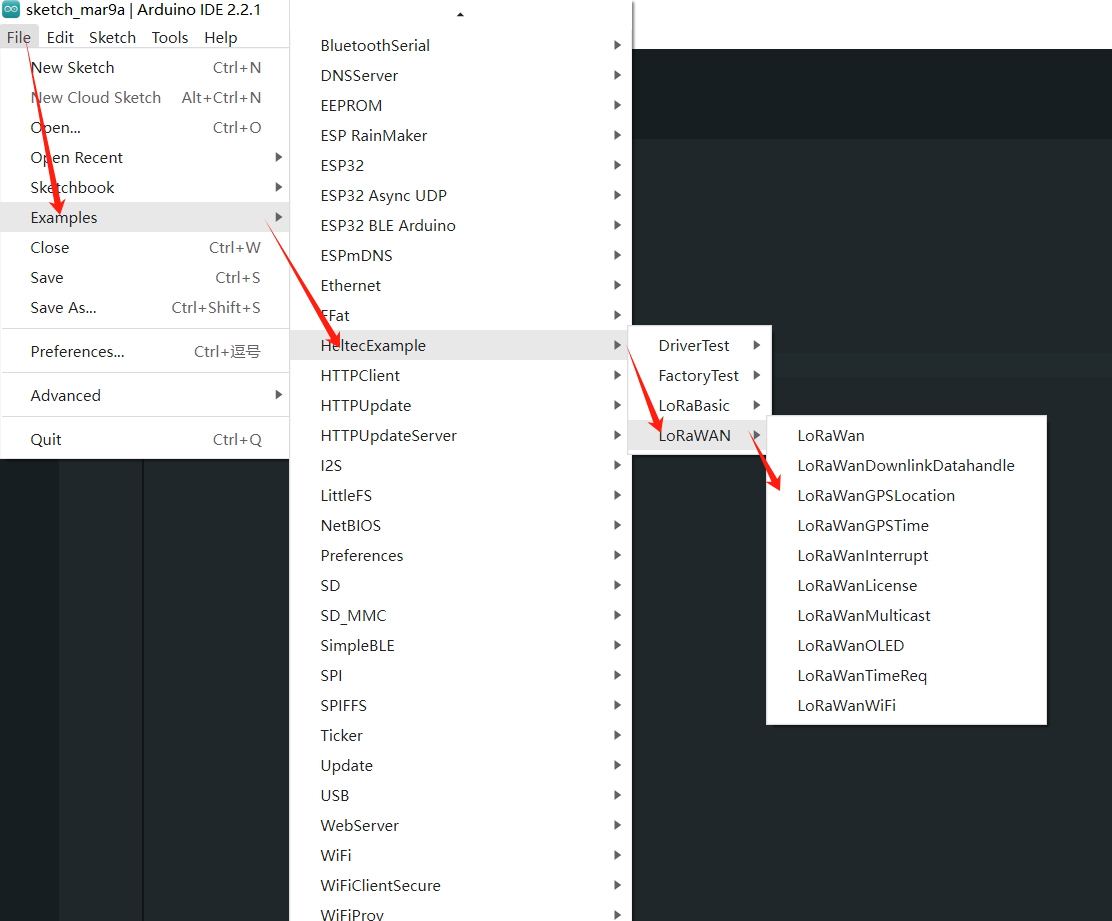 sketch_mar9a | Arduino IDE 2.2.1
File Edit Sketch Tools Help
New Sketch Ctrl+N
New Cloud Sketch Alt+Ctrl+N
Open... Ctrl+O
Open Recent
Sketchbook
Examples
Close Ctrl+W
Save Ctrl+S
Save As... Ctrl+Shift+S
Preferences... Ctrl+逗号
Advanced
Quit Ctrl+Q
BluetoothSerial
DNSServer
EEPROM
ESP RainMaker
ESP32
ESP32 Async UDP
ESP32 BLE Arduino
ESPmDNS
Ethernet
FFat
HeltecExample
HTTPClient
HTTPUpdate
HTTPUpdateServer
I2S
LittleFS
NetBIOS
Preferences
SD
SD_MMC
SimpleBLE
SPI
SPIFFS
Ticker
Update
USB
WebServer
WiFi
WiFiClientSecure
WiFiProv
DriverTest
FactoryTest
LoRaBasic
LoRaWAN
LoRaWan
LoRaWanDownlinkDatahandle
LoRaWanGPSLocation
LoRaWanGPSTime
LoRaWanInterrupt
LoRaWanLicense
LoRaWanMulticast
LoRaWanOLED
LoRaWanTimeReq
LoRaWanWiFi